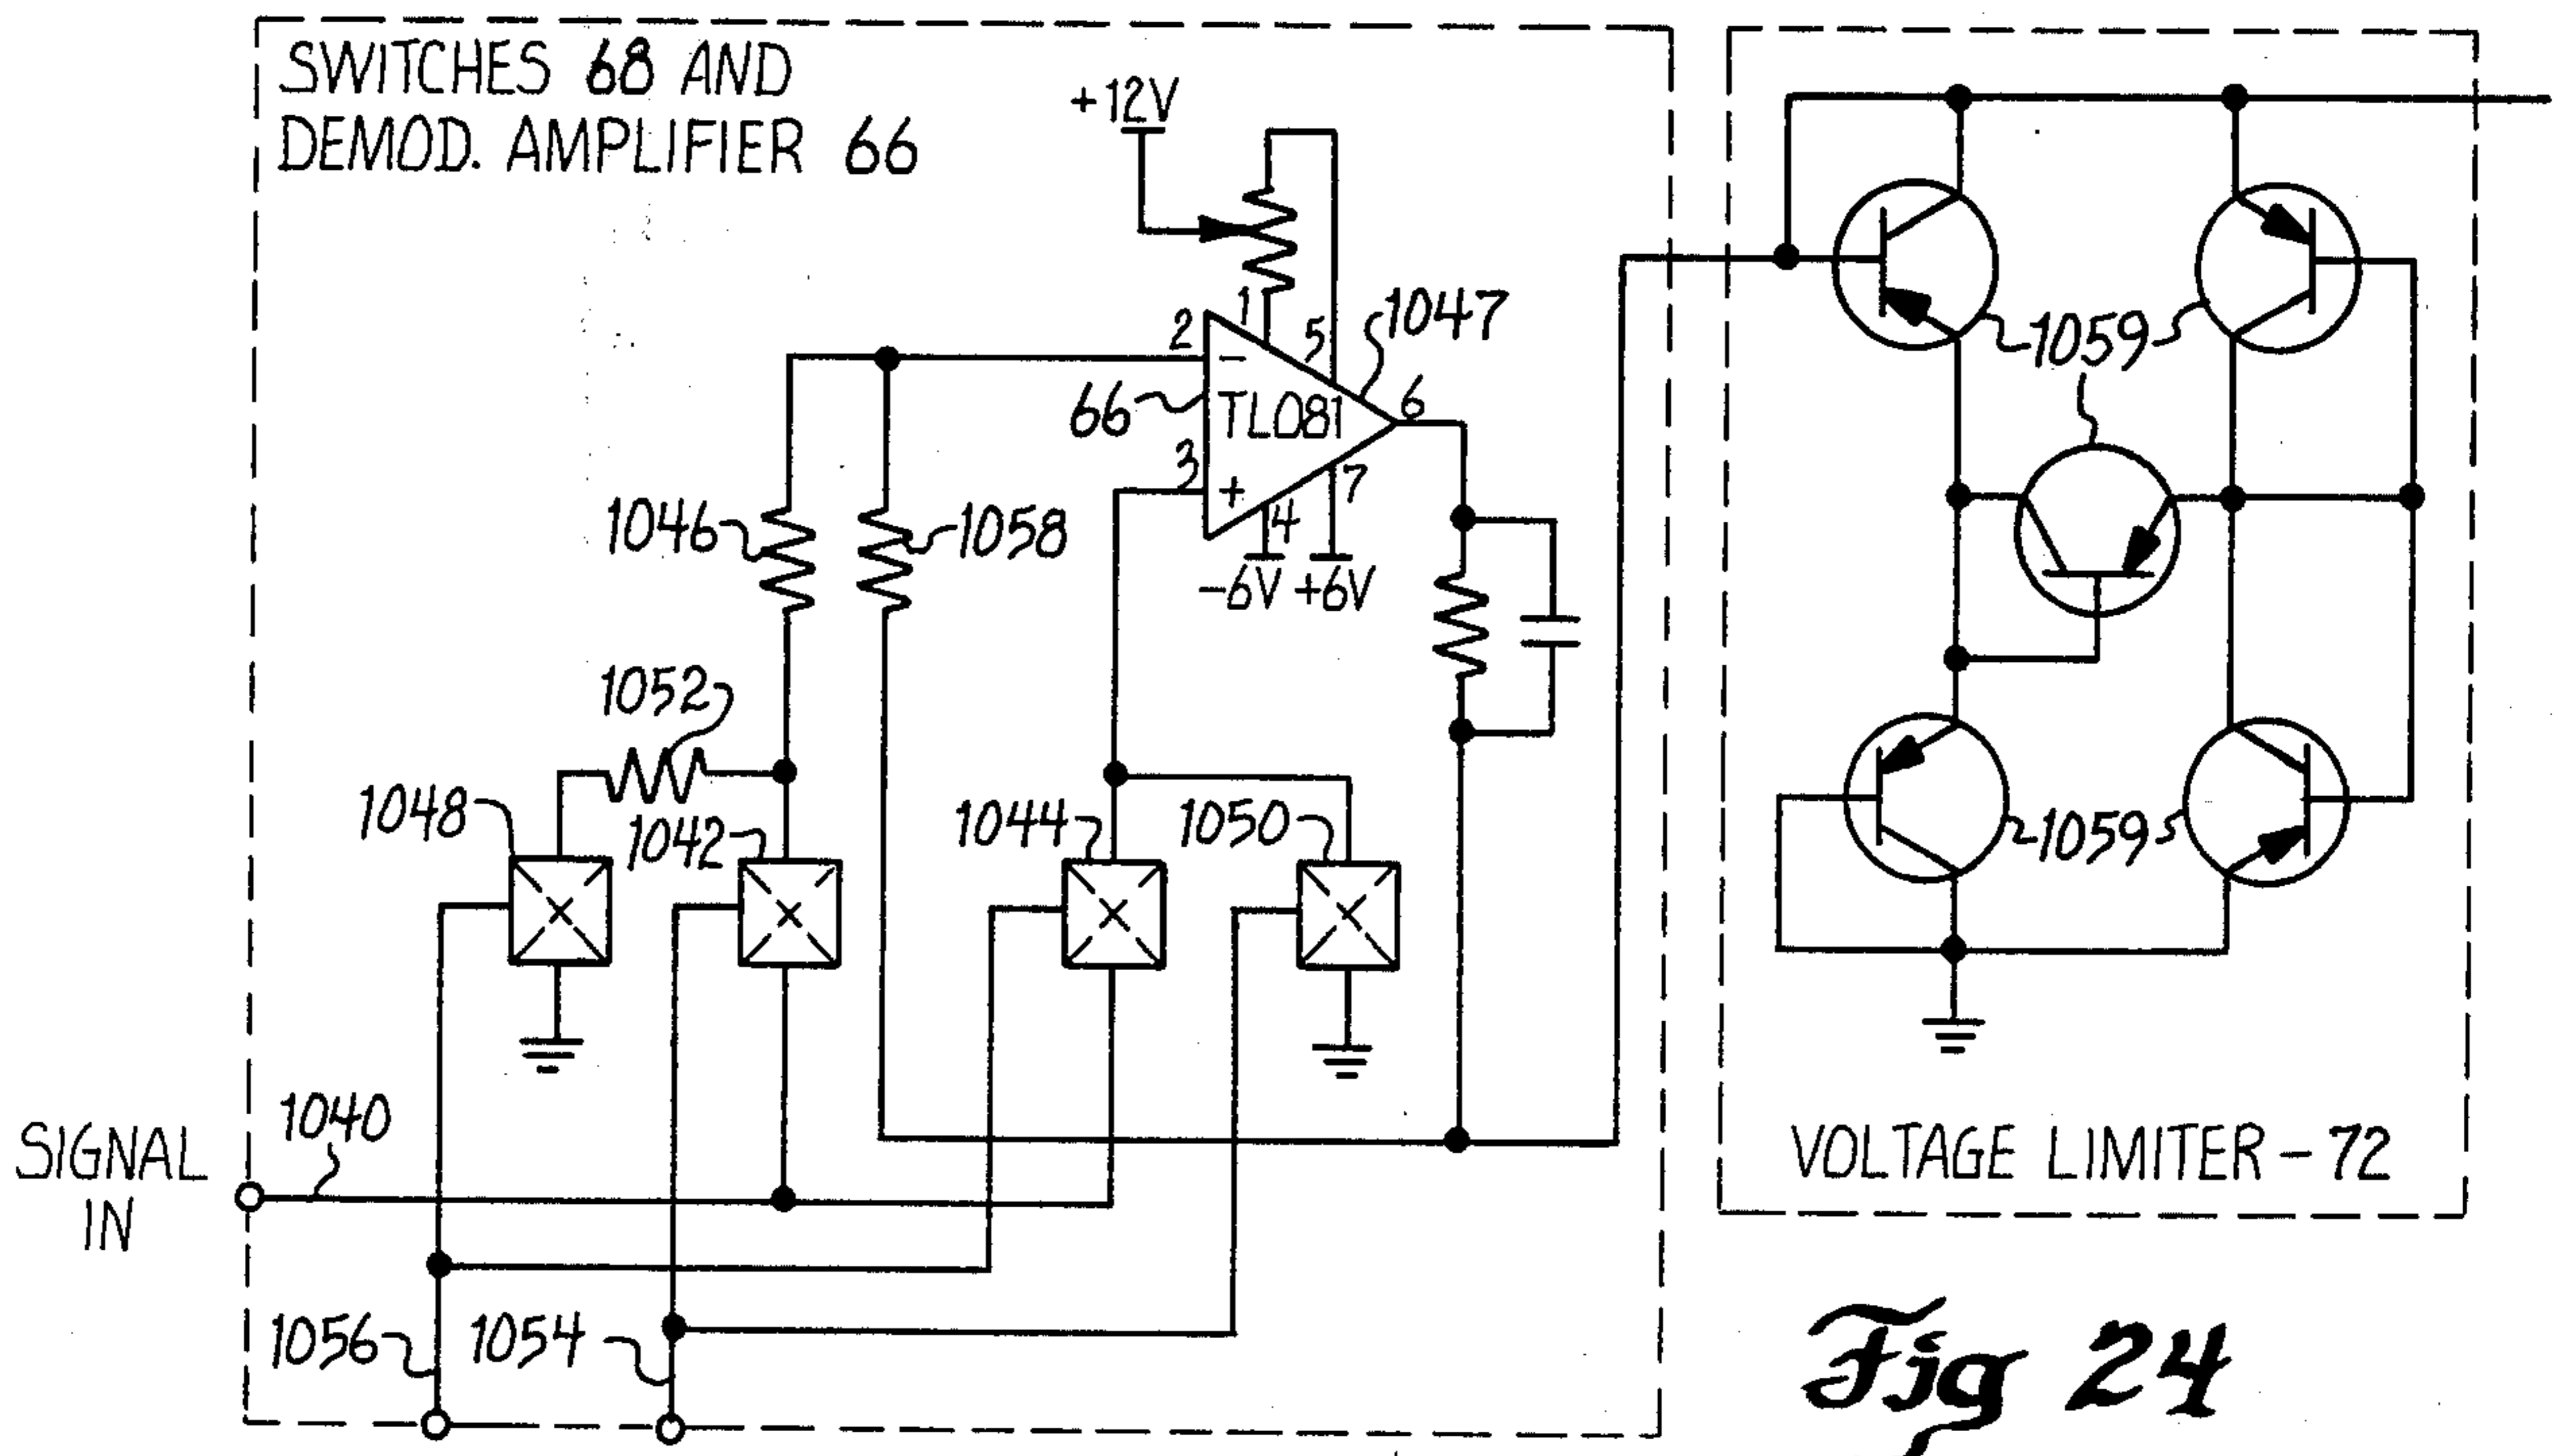 SWITCHES 68 AND
DEMOD. AMPLIFIER 66
+12V
1
2
5
1047
-
66
TL081
6
3
+
4
7
-6V +6V
1046
1058
1052
1048
1042
1044
1050
1040
SIGNAL
IN
1056
1054
1059
1059
VOLTAGE LIMITER-72
Fig 24